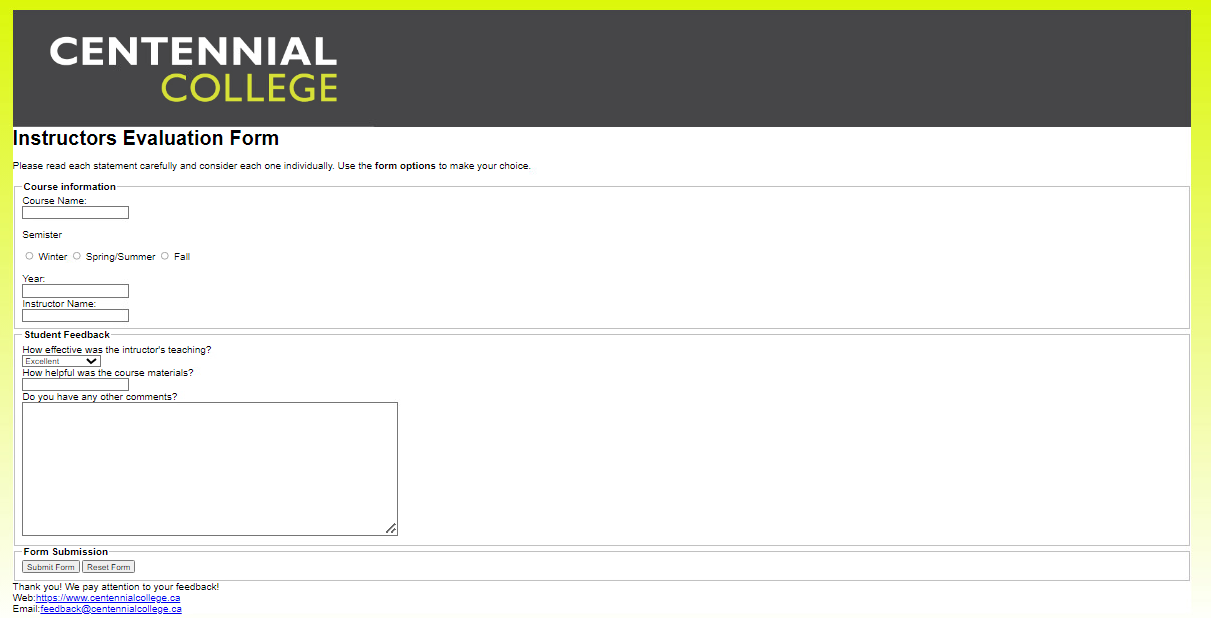 CENTENNIAL
COLLEGE
Instructors Evaluation Form
Please read each statement carefully and consider each one individually. Use the form options to make your choice.
Course information
Course Name:
Semister
Winter Spring/Summer Fall
Year:
Instructor Name:
Student Feedback
How effective was the intructor's teaching?
Excellent
How helpful was the course materials?
Do you have any other comments?
Form Submission
Submit Form Reset Form
Thank you! We pay attention to your feedback!
Web:https://www.centennialcollege.ca
Email:feedback@centennialcollege.ca